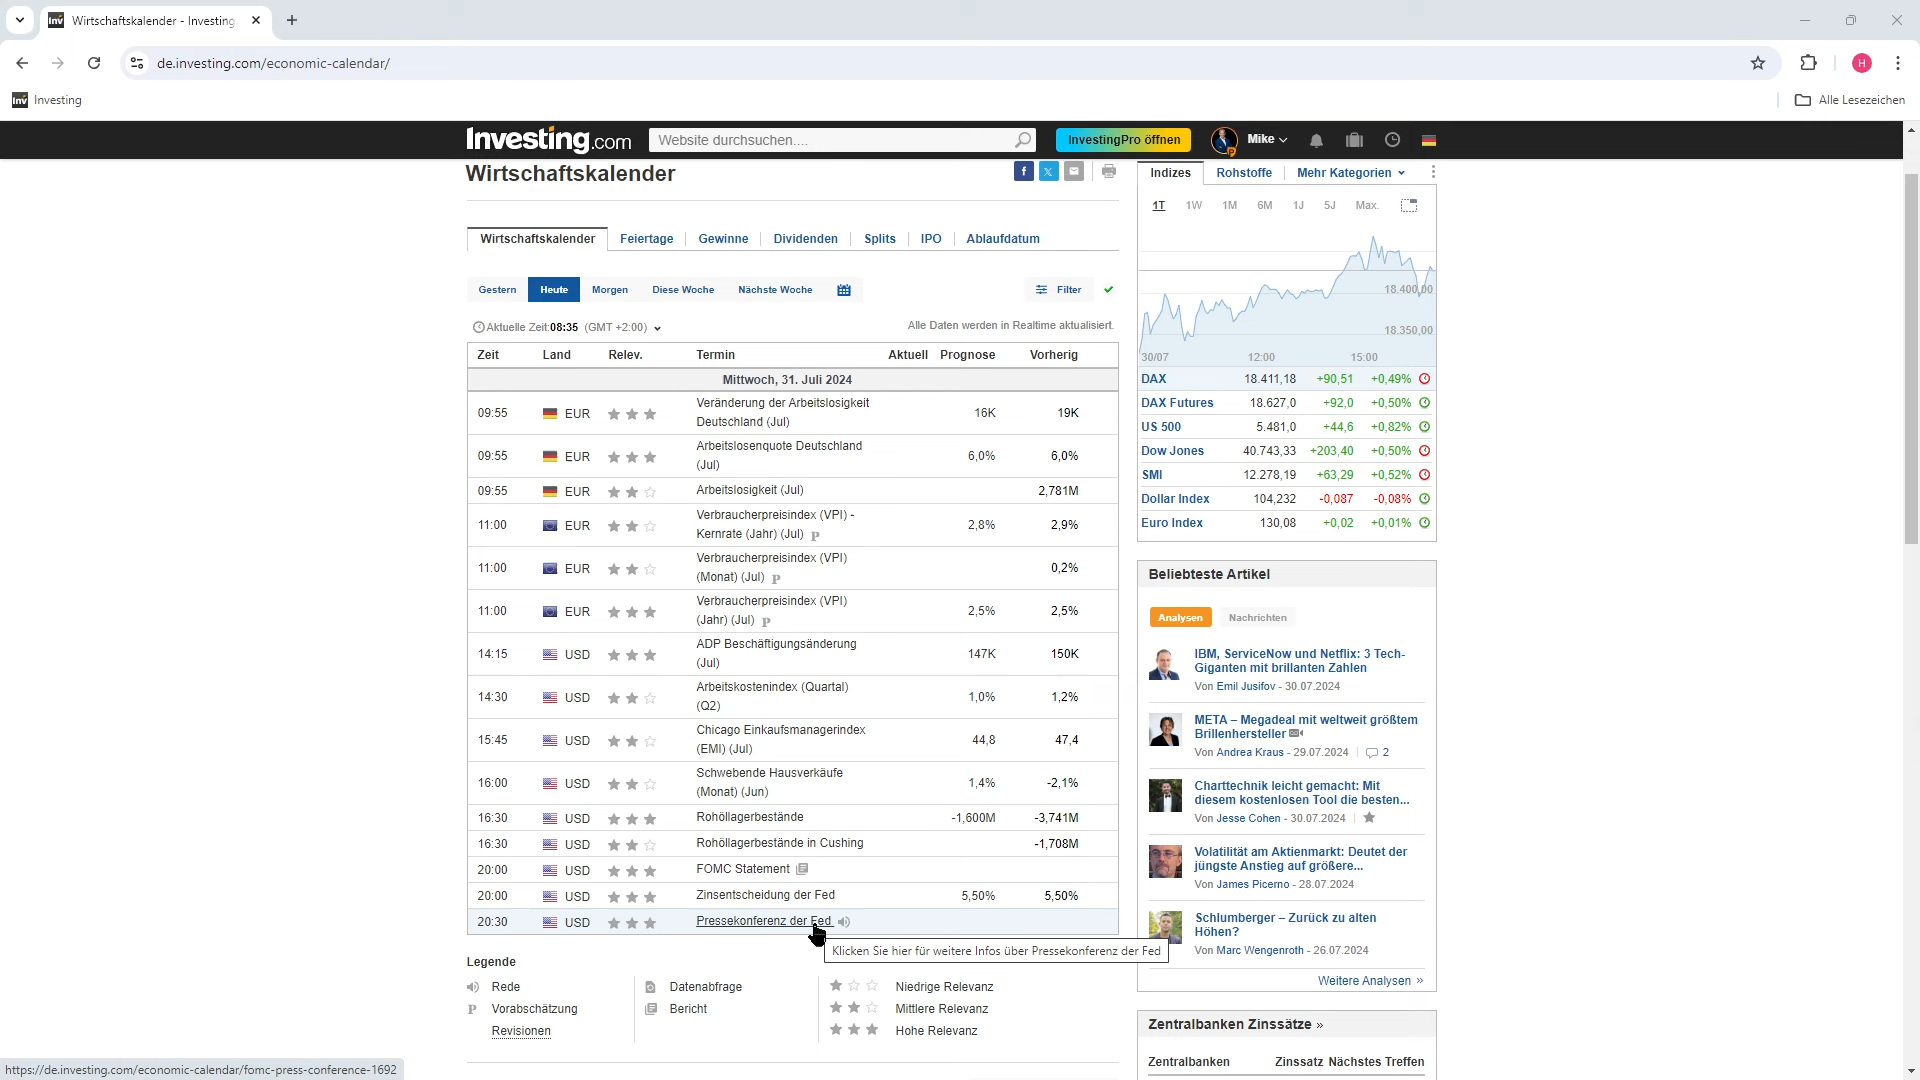 Wirtschaftskalender - Investing
de.investing.com/economic-calendar/
H
Investing
Alle Lesezeichen
Investing.com
Website durchsuchen....
InvestingPro öffnen
Mike
Wirtschaftskalender
Wirtschaftskalender Feiertage Gewinne Dividenden Splits IPO Ablaufdatum
Gestern Heute Morgen Diese Woche Nächste Woche Filter
Aktuelle Zeit:08:35 (GMT +2:00) Alle Daten werden in Realtime aktualisiert.
Zeit Land Relev. Termin Aktuell Prognose Vorherig
Mittwoch, 31. Juli 2024
09:55 EUR Veränderung der Arbeitslosigkeit 16K 19K
Deutschland (Jul)
09:55 EUR Arbeitslosenquote Deutschland 6,0% 6,0%
(Jul)
09:55 EUR Arbeitslosigkeit (Jul) 2,781M
11:00 EUR Verbraucherpreisindex (VPI) - 2,8% 2,9%
Kernrate (Jahr) (Jul) P
11:00 EUR Verbraucherpreisindex (VPI) 0,2%
(Monat) (Jul) P
11:00 EUR Verbraucherpreisindex (VPI) 2,5% 2,5%
(Jahr) (Jul) P
14:15 USD ADP Beschäftigungsänderung 147K 150K
(Jul)
14:30 USD Arbeitskostenindex (Quartal) 1,0% 1,2%
(Q2)
15:45 USD Chicago Einkaufsmanagerindex 44,8 47,4
(EMI) (Jul)
16:00 USD Schwebende Hausverkäufe 1,4% -2,1%
(Monat) (Jun)
16:30 USD Rohöllagerbestände -1,600M -3,741M
16:30 USD Rohöllagerbestände in Cushing -1,708M
20:00 USD FOMC Statement
20:00 USD Zinsentscheidung der Fed 5,50% 5,50%
20:30 USD Pressekonferenz der Fed
Klicken Sie hier für weitere Infos über Pressekonferenz der Fed
Legende
Rede Datenabfrage Niedrige Relevanz
P Vorabschätzung Bericht Mittlere Relevanz
Revisionen Hohe Relevanz
Indizes Rohstoffe Mehr Kategorien
1T 1W 1M 6M 1J 5J Max.
18.400,00
18.350,00
30/07 12:00 15:00
DAX 18.411,18 +90,51 +0,49%
DAX Futures 18.627,0 +92,0 +0,50%
US 500 5.481,0 +44,6 +0,82%
Dow Jones 40.743,33 +203,40 +0,50%
SMI 12.278,19 +63,29 +0,52%
Dollar Index 104,232 -0,087 -0,08%
Euro Index 130,08 +0,02 +0,01%
Beliebteste Artikel
Analysen Nachrichten
IBM, ServiceNow und Netflix: 3 Tech-
Giganten mit brillanten Zahlen
Von Emil Jusifov - 30.07.2024
META – Megadeal mit weltweit größtem
Brillenhersteller
Von Andrea Kraus - 29.07.2024 2
Charttechnik leicht gemacht: Mit
diesem kostenlosen Tool die besten...
Von Jesse Cohen - 30.07.2024
Volatilität am Aktienmarkt: Deutet der
jüngste Anstieg auf größere...
Von James Picerno - 28.07.2024
Schlumberger – Zurück zu alten
Höhen?
Von Marc Wengenroth - 26.07.2024
Weitere Analysen »
Zentralbanken Zinssätze »
Zentralbanken Zinssatz Nächstes Treffen
https://de.investing.com/economic-calendar/fomc-press-conference-1692